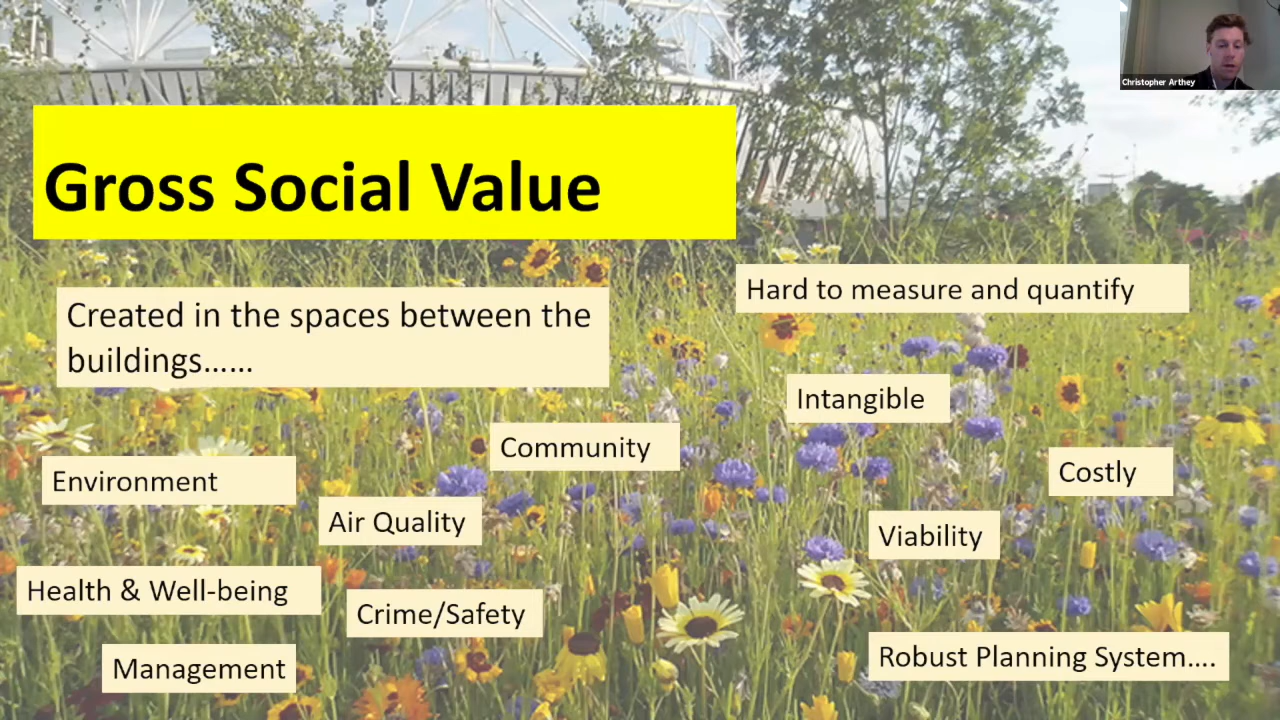 Christopher Arthey
Gross Social Value
Created in the spaces between the
buildings……
Hard to measure and quantify
Intangible
Community
Costly
Environment
Air Quality
Viability
Health & Well-being
Crime/Safety
Robust Planning System….
Management